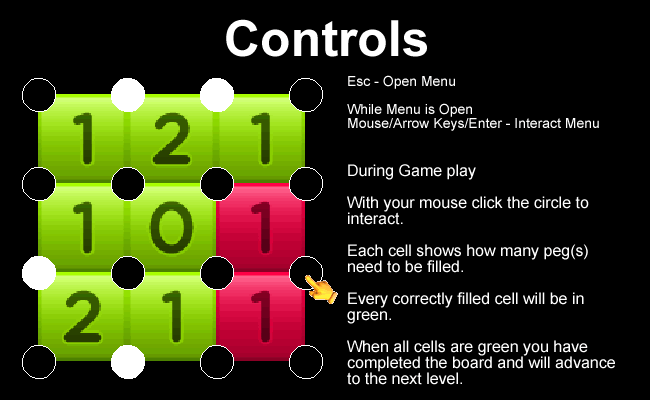 Controls
Esc - Open Menu
While Menu is Open
Mouse/Arrow Keys/Enter - Interact Menu
During Game play
With your mouse click the circle to
interact.
Each cell shows how many peg(s)
need to be filled.
Every correctly filled cell will be in
green.
When all cells are green you have
completed the board and will advance
to the next level.
1 2 1
1 0 1
2 1 1